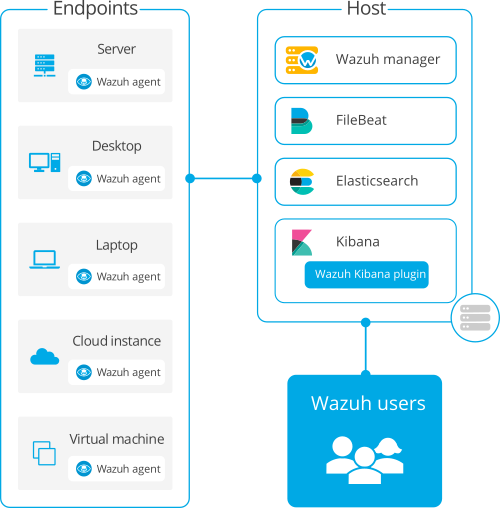 Endpoints
Server
Wazuh agent
Desktop
Wazuh agent
Laptop
Wazuh agent
Cloud instance
Wazuh agent
Virtual machine
Wazuh agent
Host
Wazuh manager
FileBeat
Elasticsearch
Kibana
Wazuh Kibana plugin
Wazuh users